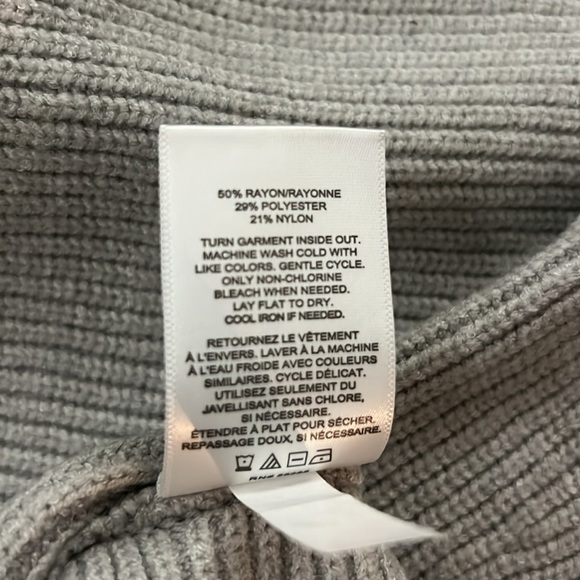 50% RAYON/RAYONNE
29% POLYESTER
21% NYLON
TURN GARMENT INSIDE OUT.
MACHINE WASH COLD WITH
LIKE COLORS. GENTLE CYCLE.
ONLY NON-CHLORINE
BLEACH WHEN NEEDED.
LAY FLAT TO DRY.
COOL IRON IF NEEDED.
RETOURNEZ LE VÊTEMENT
À L'ENVERS. LAVER À LA MACHINE
À L'EAU FROIDE AVEC COULEURS
SIMILAIRES. CYCLE DÉLICAT.
UTILISEZ SEULEMENT DU
JAVELLISANT SANS CHLORE,
SI NÉCESSAIRE.
ÉTENDRE À PLAT POUR SÉCHER.
REPASSAGE DOUX, SI NÉCESSAIRE.